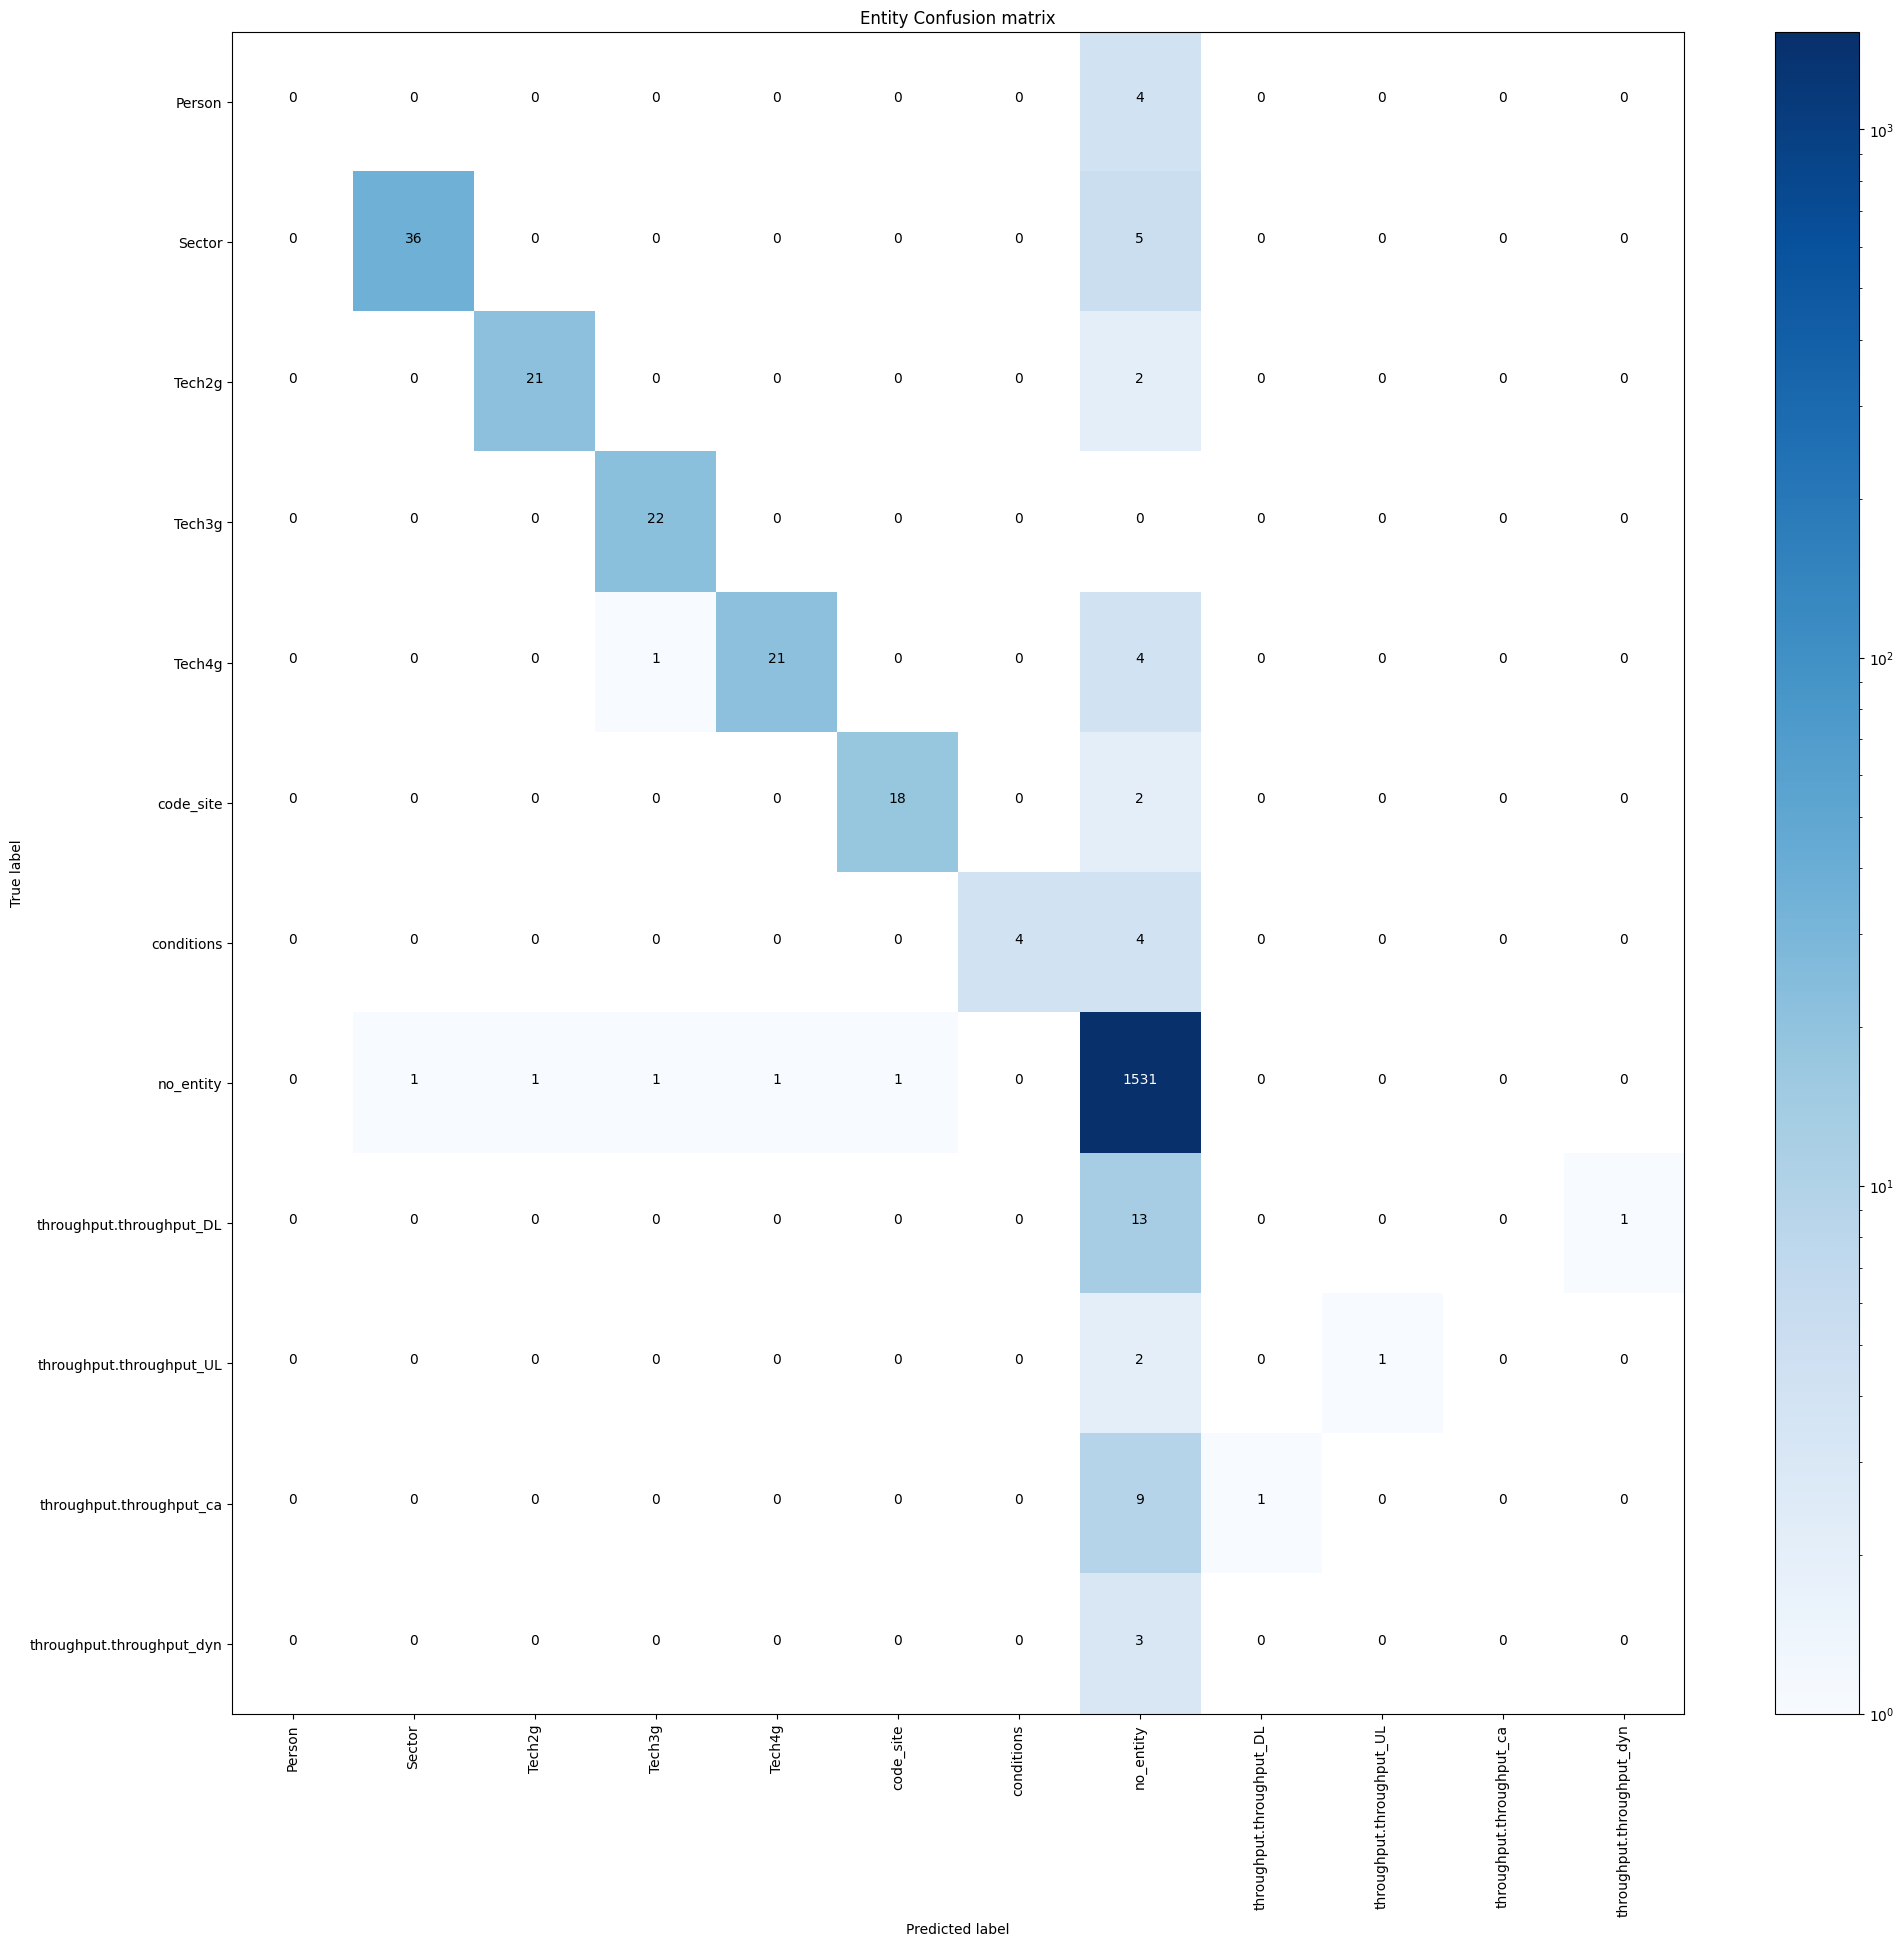 Entity Confusion matrix
Person 0 0 0 0 0 0 0 4 0 0 0 0
Sector 0 36 0 0 0 0 0 5 0 0 0 0
Tech2g 0 0 21 0 0 0 0 2 0 0 0 0
Tech3g 0 0 0 22 0 0 0 0 0 0 0 0
Tech4g 0 0 0 1 21 0 0 4 0 0 0 0
code_site 0 0 0 0 0 18 0 2 0 0 0 0
conditions 0 0 0 0 0 0 4 4 0 0 0 0
no_entity 0 1 1 1 1 1 0 1531 0 0 0 0
throughput.throughput_DL 0 0 0 0 0 0 0 13 0 0 0 1
throughput.throughput_UL 0 0 0 0 0 0 0 2 0 1 0 0
throughput.throughput_ca 0 0 0 0 0 0 0 9 1 0 0 0
throughput.throughput_dyn 0 0 0 0 0 0 0 3 0 0 0 0
True label
Person
Sector
Tech2g
Tech3g
Tech4g
code_site
conditions
no_entity
throughput.throughput_DL
throughput.throughput_UL
throughput.throughput_ca
throughput.throughput_dyn
Predicted label
10³
10²
10¹
10⁰